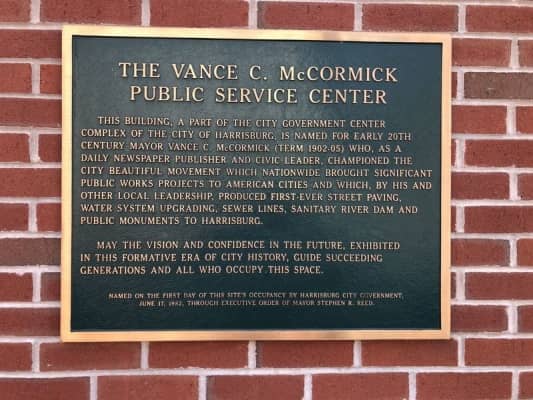 THE VANCE C. McCORMICK
PUBLIC SERVICE CENTER
THIS BUILDING, A PART OF THE CITY GOVERNMENT CENTER
COMPLEX OF THE CITY OF HARRISBURG, IS NAMED FOR EARLY 20TH
CENTURY MAYOR VANCE C. McCORMICK (TERM 1902-05) WHO, AS A
DAILY NEWSPAPER PUBLISHER AND CIVIC LEADER, CHAMPIONED THE
CITY BEAUTIFUL MOVEMENT WHICH NATIONWIDE BROUGHT SIGNIFICANT
PUBLIC WORKS PROJECTS TO AMERICAN CITIES AND WHICH, BY HIS AND
OTHER LOCAL LEADERSHIP, PRODUCED FIRST-EVER STREET PAVING,
WATER SYSTEM UPGRADING, SEWER LINES, SANITARY RIVER DAM AND
PUBLIC MONUMENTS TO HARRISBURG.
MAY THE VISION AND CONFIDENCE IN THE FUTURE, EXHIBITED
IN THIS FORMATIVE ERA OF CITY HISTORY, GUIDE SUCCEEDING
GENERATIONS AND ALL WHO OCCUPY THIS SPACE.
NAMED ON THE FIRST DAY OF THIS SITE'S OCCUPANCY BY HARRISBURG CITY GOVERNMENT,
JUNE 17, 1982, THROUGH EXECUTIVE ORDER OF MAYOR STEPHEN R. REED.